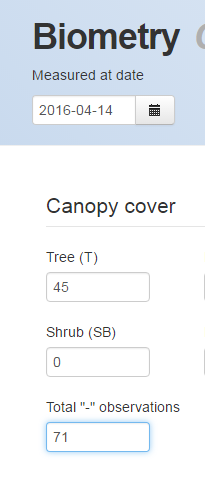 Biometry
Measured at date
2016-04-14
Canopy cover
Tree (T)
45
Shrub (SB)
0
Total "-" observations
71